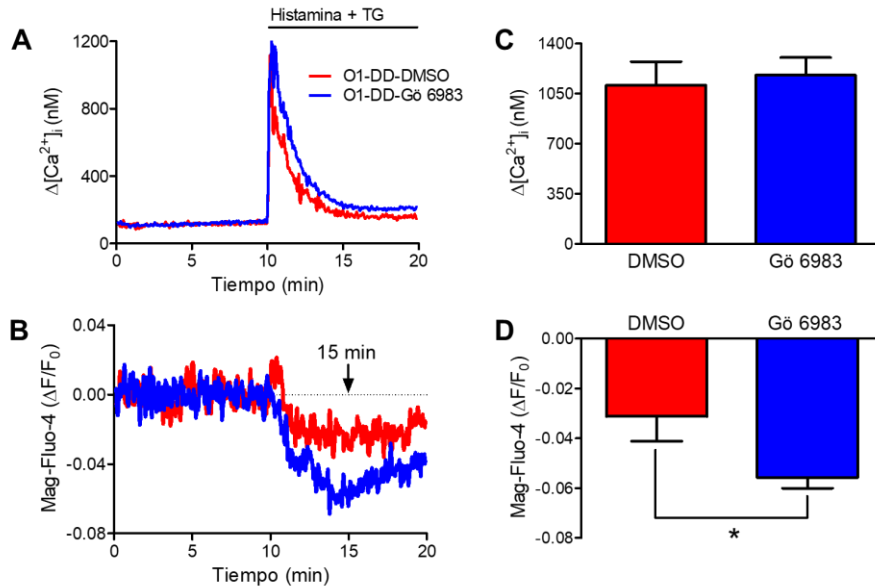 Histamina + TG
A
1200
800
400
0
Δ[Ca²⁺]ᵢ (nM)
O1-DD-DMSO
O1-DD-Gö 6983
0 5 10 15 20
Tiempo (min)
C
1400
1050
700
350
0
Δ[Ca²⁺]ᵢ (nM)
DMSO Gö 6983
B
0.04
0.00
-0.04
-0.08
Mag-Fluo-4 (ΔF/F₀)
15 min
0 5 10 15 20
Tiempo (min)
D
DMSO Gö 6983
0.00
-0.02
-0.04
-0.06
-0.08
Mag-Fluo-4 (ΔF/F₀)
*